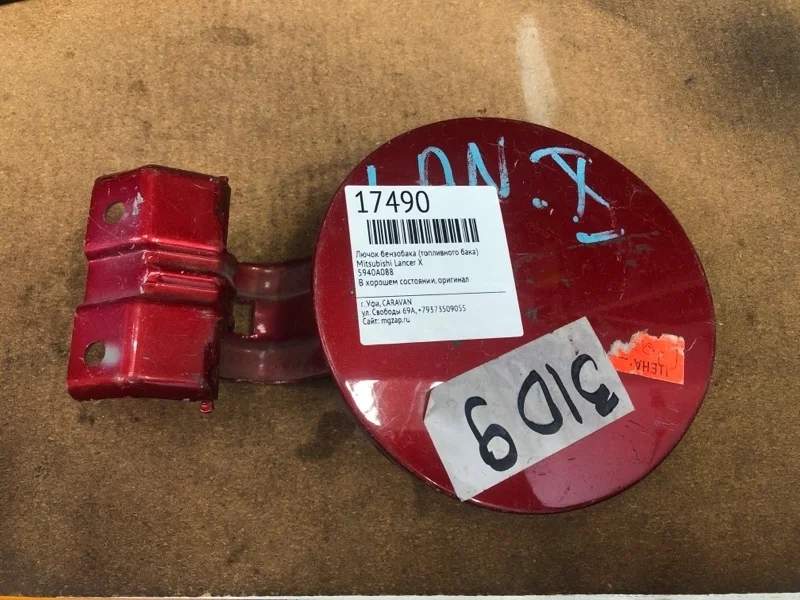 LAN.X
17490
Лючок бензобака (топливного бака)
Mitsubishi Lancer X
5940A088
В хорошем состоянии, оригинал
г. Уфа, CARAVAN
ул. Свободы 69А, +79373509055
Сайт: mgzap.ru
ЦЕНА:
3109